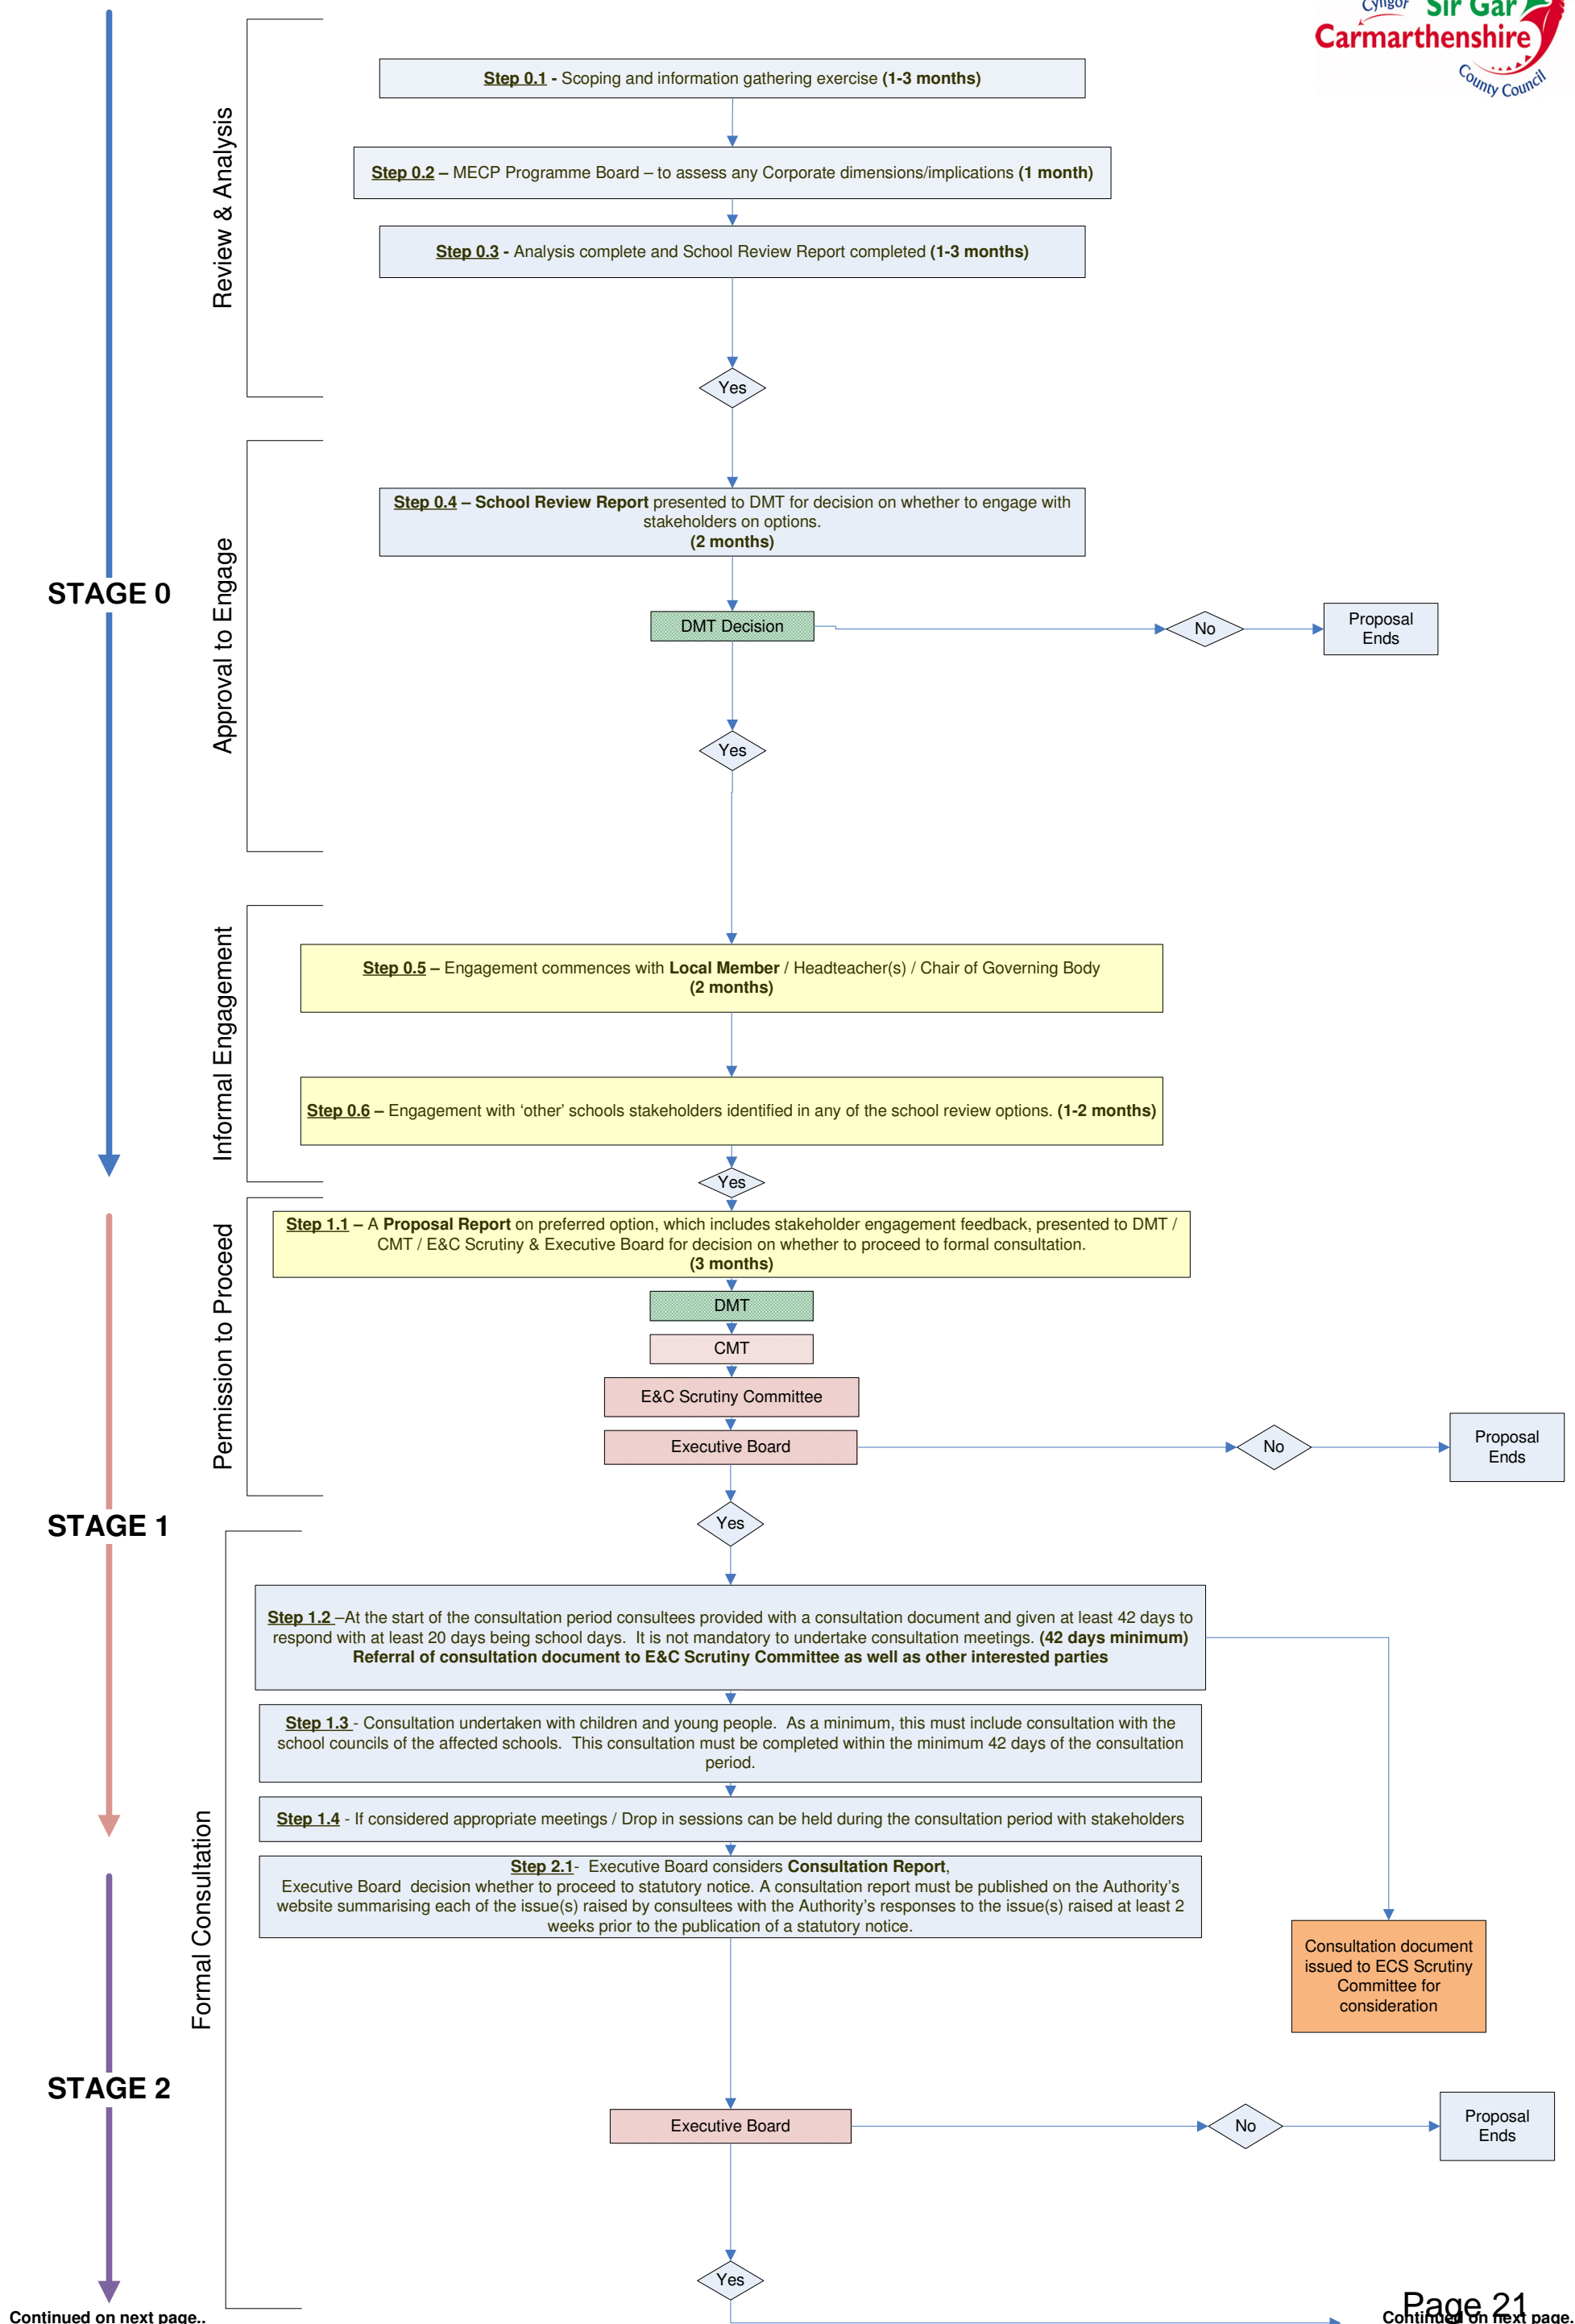 Cyngor Sir Gar
Carmarthenshire
County Council
Review & Analysis
Step 0.1 - Scoping and information gathering exercise (1-3 months)
Step 0.2 – MECP Programme Board – to assess any Corporate dimensions/implications (1 month)
Step 0.3 - Analysis complete and School Review Report completed (1-3 months)
Yes
STAGE 0
Approval to Engage
Step 0.4 – School Review Report presented to DMT for decision on whether to engage with
stakeholders on options.
(2 months)
DMT Decision
No
Proposal
Ends
Yes
Informal Engagement
Step 0.5 – Engagement commences with Local Member / Headteacher(s) / Chair of Governing Body
(2 months)
Step 0.6 – Engagement with ‘other’ schools stakeholders identified in any of the school review options. (1-2 months)
Yes
Permission to Proceed
Step 1.1 – A Proposal Report on preferred option, which includes stakeholder engagement feedback, presented to DMT /
CMT / E&C Scrutiny & Executive Board for decision on whether to proceed to formal consultation.
(3 months)
DMT
CMT
E&C Scrutiny Committee
Executive Board
No
Proposal
Ends
STAGE 1
Yes
Formal Consultation
Step 1.2 –At the start of the consultation period consultees provided with a consultation document and given at least 42 days to
respond with at least 20 days being school days. It is not mandatory to undertake consultation meetings. (42 days minimum)
Referral of consultation document to E&C Scrutiny Committee as well as other interested parties
Step 1.3 - Consultation undertaken with children and young people. As a minimum, this must include consultation with the
school councils of the affected schools. This consultation must be completed within the minimum 42 days of the consultation
period.
Step 1.4 - If considered appropriate meetings / Drop in sessions can be held during the consultation period with stakeholders
Step 2.1- Executive Board considers Consultation Report,
Executive Board decision whether to proceed to statutory notice. A consultation report must be published on the Authority’s
website summarising each of the issue(s) raised by consultees with the Authority’s responses to the issue(s) raised at least 2
weeks prior to the publication of a statutory notice.
Consultation document
issued to ECS Scrutiny
Committee for
consideration
STAGE 2
Executive Board
No
Proposal
Ends
Yes
Page 21
Continued on next page..
Continued on next page.